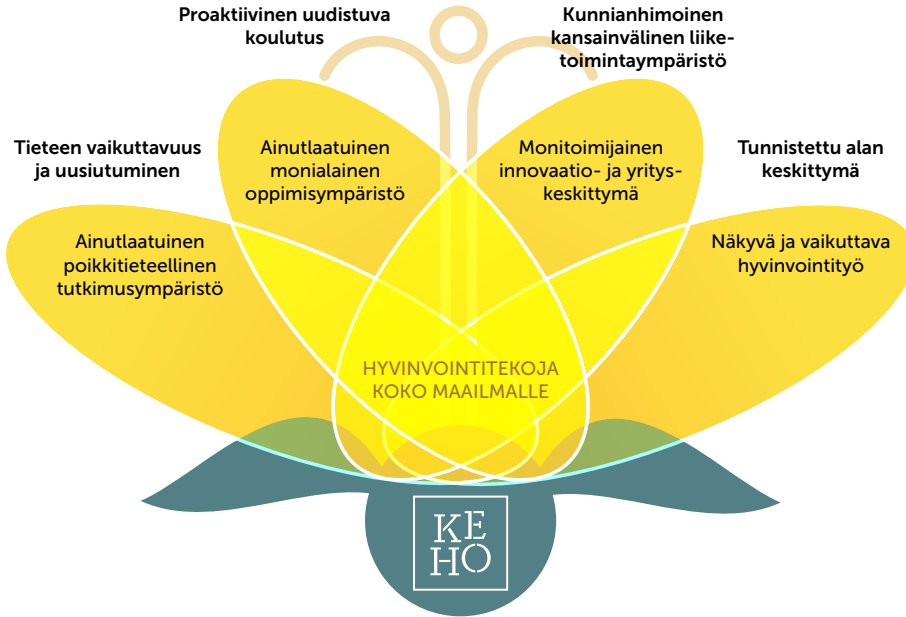 Proaktiivinen uudistuva
koulutus
Kunnianhimoinen
kansainvälinen liike-
toimintaympäristö
Tieteen vaikuttavuus
ja uusiutuminen
Ainutlaatuinen
monialainen
oppimisympäristö
Monitoimijainen
innovaatio- ja yritys-
keskittymä
Tunnistettu alan
keskittymä
Ainutlaatuinen
poikkitieteellinen
tutkimusympäristö
Näkyvä ja vaikuttava
hyvinvointityö
HYVINVOINTITEKOJA
KOKO MAAILMALLE
KE
HO